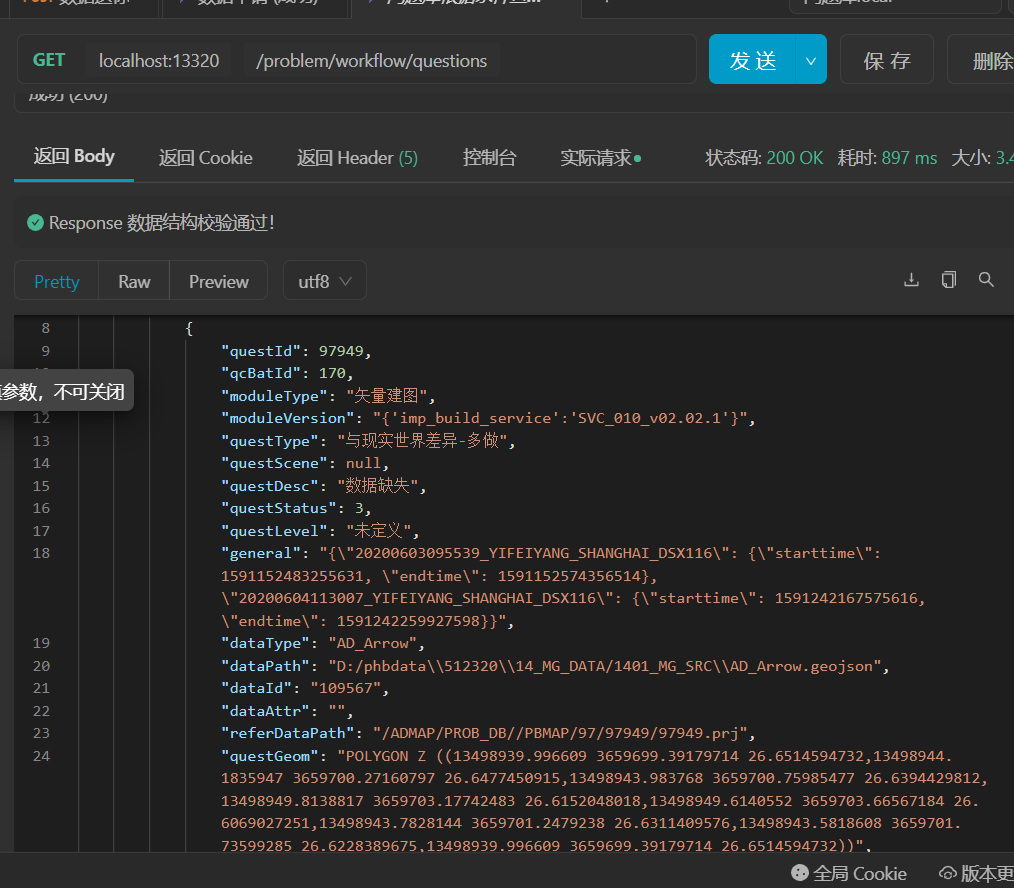 GET localhost:13320 /problem/workflow/questions 发送 保存 删除
成功 (200)
返回 Body 返回 Cookie 返回 Header (5) 控制台 实际请求 状态码: 200 OK 耗时: 897 ms 大小: 3.4
Response 数据结构校验通过!
Pretty Raw Preview utf8
8 {
9 "questId": 97949,
"qcBatId": 170,
参数，不可关闭
"moduleType": "矢量建图",
12 "moduleVersion": "{'imp_build_service':'SVC_010_v02.02.1'}",
13 "questType": "与现实世界差异-多做",
14 "questScene": null,
15 "questDesc": "数据缺失",
16 "questStatus": 3,
17 "questLevel": "未定义",
18 "general": "{\"20200603095539_YIFEIYANG_SHANGHAI_DSX116\": {\"starttime\":
1591152483255631, \"endtime\": 1591152574356514},
\"20200604113007_YIFEIYANG_SHANGHAI_DSX116\": {\"starttime\": 1591242167575616,
\"endtime\": 1591242259927598}}",
19 "dataType": "AD_Arrow",
20 "dataPath": "D:/phbdata\\512320\\14_MG_DATA/1401_MG_SRC\\AD_Arrow.geojson",
21 "dataId": "109567",
22 "dataAttr": "",
23 "referDataPath": "/ADMAP/PROB_DB//PBMAP/97/97949/97949.prj",
24 "questGeom": "POLYGON Z ((13498939.996609 3659699.39179714 26.6514594732,13498944.
1835947 3659700.27160797 26.6477450915,13498943.983768 3659700.75985477 26.6394429812,
13498949.8138817 3659703.17742483 26.6152048018,13498949.6140552 3659703.66567184 26.
6069027251,13498943.7828144 3659701.2479238 26.6311409576,13498943.5818608 3659701.
73599285 26.6228389675,13498939.996609 3659699.39179714 26.6514594732))",
全局 Cookie 版本更